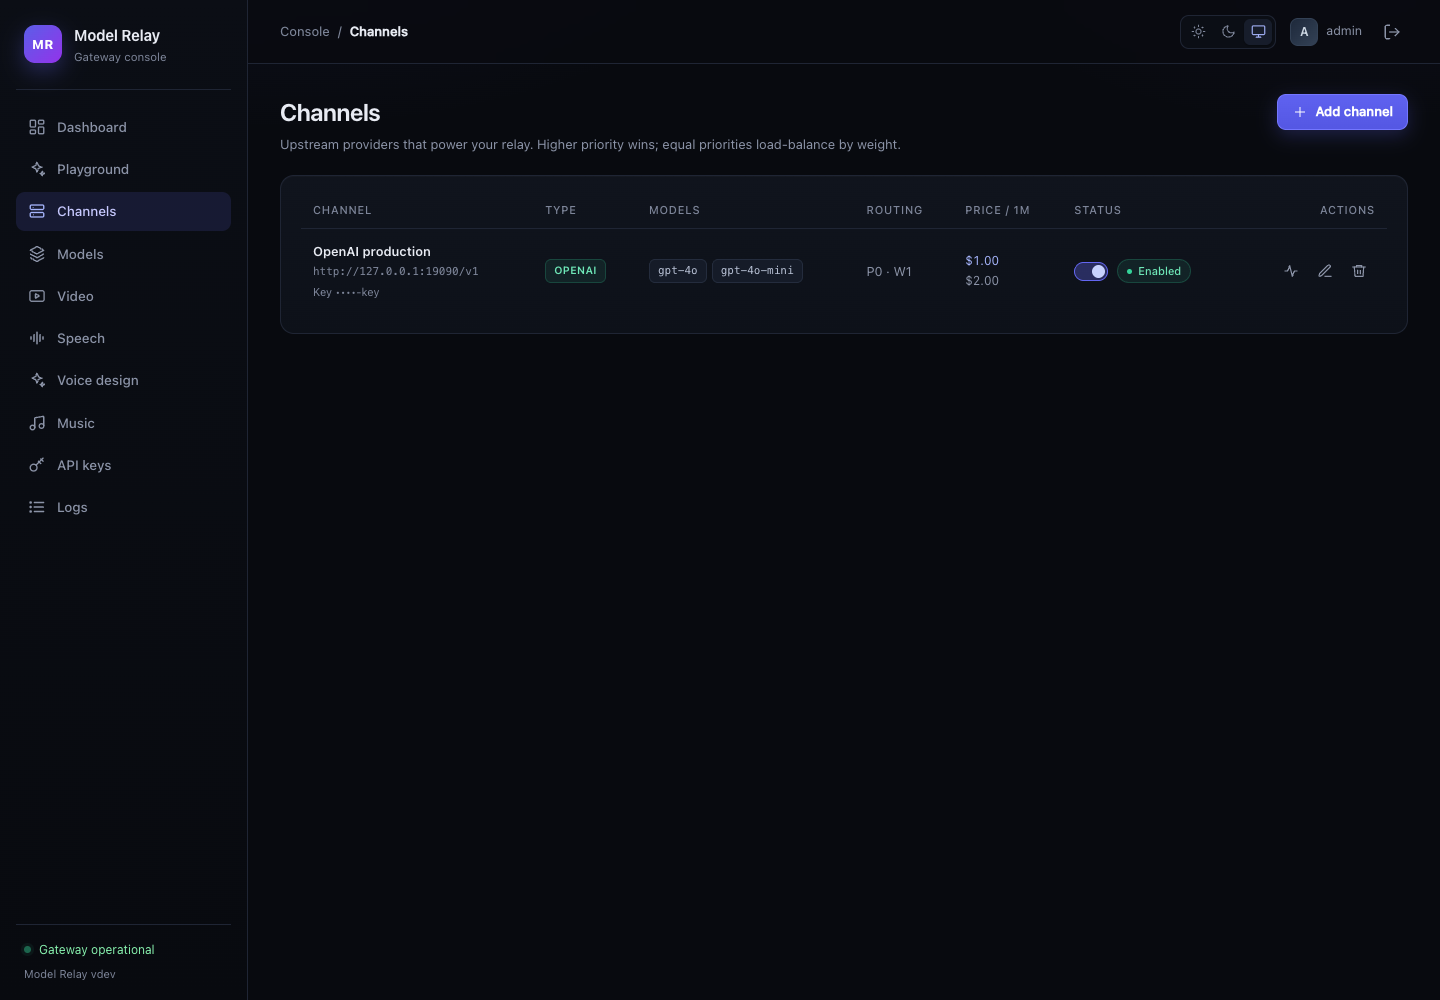 MR
Model Relay
Gateway console
Dashboard
Playground
Channels
Models
Video
Speech
Voice design
Music
API keys
Logs
Gateway operational
Model Relay vdev
Console / Channels
A admin
Channels
Add channel
Upstream providers that power your relay. Higher priority wins; equal priorities load-balance by weight.
CHANNEL TYPE MODELS ROUTING PRICE / 1M STATUS ACTIONS
OpenAI production
http://127.0.0.1:19090/v1
Key ••••-key
OPENAI
gpt-4o gpt-4o-mini
P0 · W1
$1.00
$2.00
Enabled